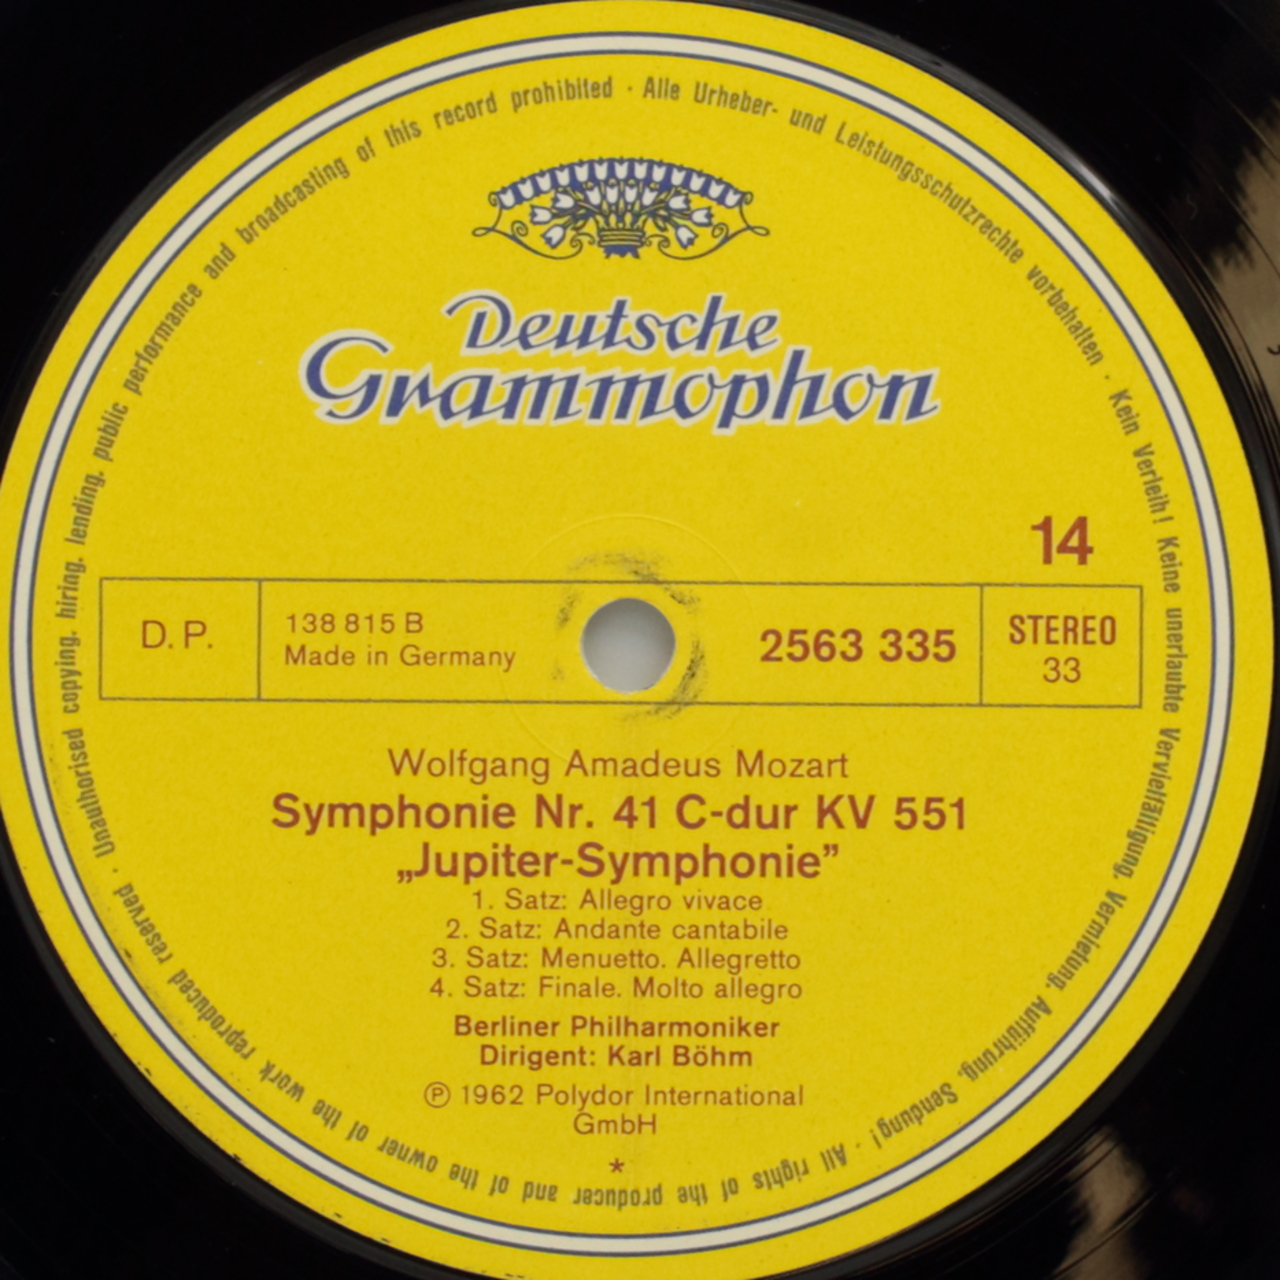 Unauthorised copying. hiring. lending. public performance and broadcasting of this record prohibited · Alle Urheber- und Leistungsschutzrechte vorbehalten · Kein Verleih! Keine unerlaubte Vervielfältigung, Vermietung, Aufführung, Sendung! · All rights of the producer and of the owner of the work reproduced reserved ·
Deutsche
Grammophon
14
D. P.
138 815 B
Made in Germany
2563 335
STEREO
33
Wolfgang Amadeus Mozart
Symphonie Nr. 41 C-dur KV 551
„Jupiter-Symphonie”
1. Satz: Allegro vivace
2. Satz: Andante cantabile
3. Satz: Menuetto. Allegretto
4. Satz: Finale. Molto allegro
Berliner Philharmoniker
Dirigent: Karl Böhm
Ⓟ 1962 Polydor International
GmbH
*